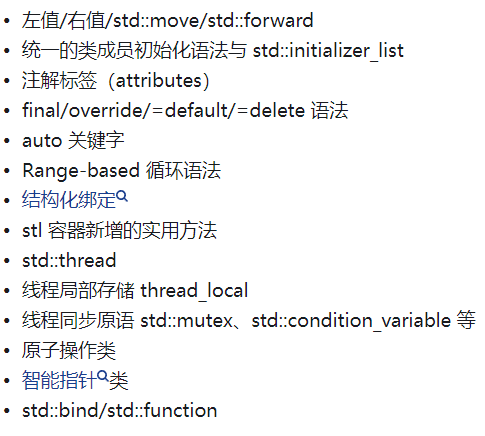 左值/右值/std::move/std::forward
统一的类成员初始化语法与 std::initializer_list
注解标签（attributes）
final/override/=default/=delete 语法
auto 关键字
Range-based 循环语法
结构化绑定
stl 容器新增的实用方法
std::thread
线程局部存储 thread_local
线程同步原语 std::mutex、std::condition_variable 等
原子操作类
智能指针类
std::bind/std::function